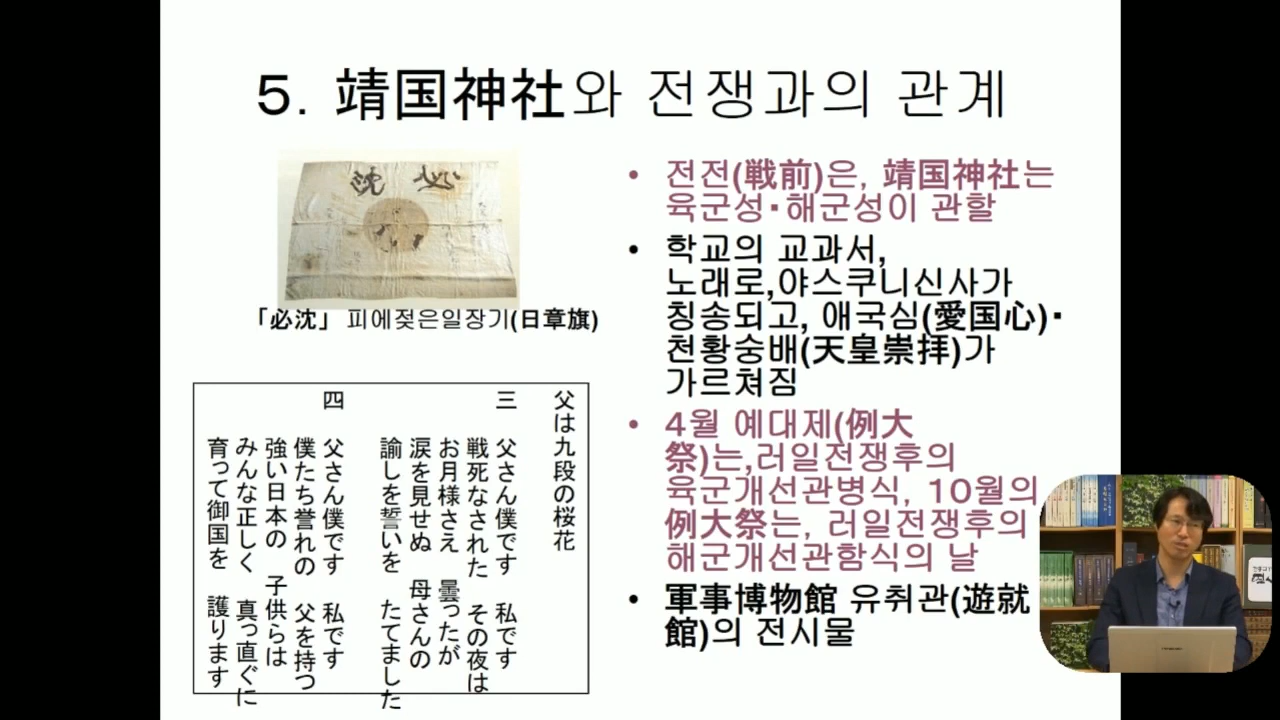 ５. 靖国神社와 전쟁과의 관계
必沈
「必沈」 피에젖은일장기(日章旗)
父は九段の桜花
三　父さん僕です　私です
戦死なされた　その夜は
お月様さえ　曇ったが
涙を見せぬ　母さんの
諭しを誓いを　たてました
四　父さん僕です　私です
僕たち誉れの　父を持つ
強い日本の　子供らは
みんな正しく　真っ直ぐに
育って御国を　護ります
• 전전(戦前)은, 靖国神社는
육군성·해군성이 관할
• 학교의 교과서,
노래로,야스쿠니신사가
칭송되고, 애국심(愛国心)·
천황숭배(天皇崇拝)가
가르쳐짐
• ４월 예대제(例大
祭)는,러일전쟁후의
육군개선관병식, １０월의
例大祭는, 러일전쟁후의
해군개선관함식의 날
• 軍事博物館 유취관(遊就
館)의 전시물